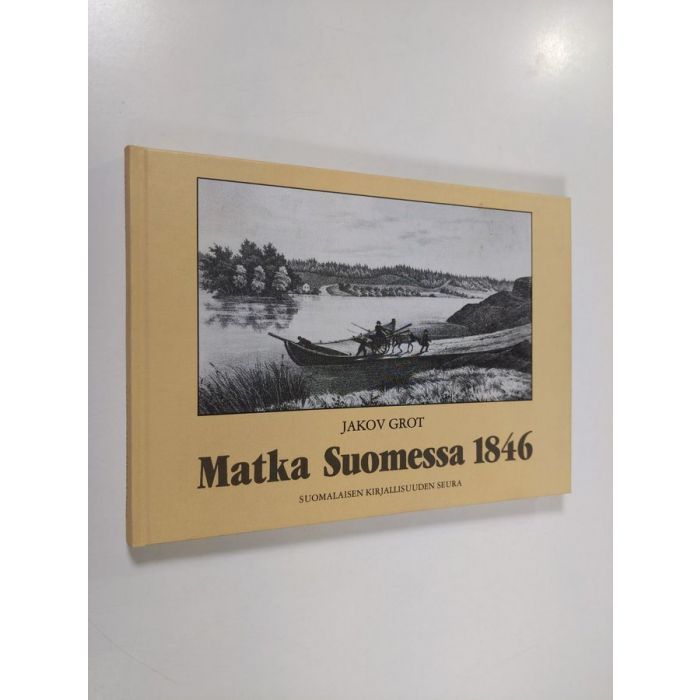 JAKOV GROT
Matka Suomessa 1846
SUOMALAISEN KIRJALLISUUDEN SEURA